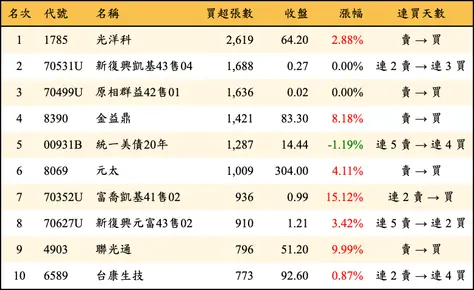 名次 代號 名稱 買超張數 收盤 漲幅 連買天數
1 1785 光洋科 2,619 64.20 2.88% 賣 → 買
2 70531U 新復興凱基43售04 1,688 0.27 0.00% 連 2 賣 → 連 3 買
3 70499U 原相群益42售01 1,636 0.02 0.00% 賣 → 買
4 8390 金益鼎 1,421 83.30 8.18% 賣 → 買
5 00931B 統一美債20年 1,287 14.44 -1.19% 連 5 賣 → 連 4 買
6 8069 元太 1,009 304.00 4.11% 賣 → 買
7 70352U 富喬凱基41售02 936 0.99 15.12% 連 2 賣 → 買
8 70627U 新復興元富43售02 910 1.21 3.42% 連 5 賣 → 連 2 買
9 4903 聯光通 796 51.20 9.99% 賣 → 買
10 6589 台康生技 773 92.60 0.87% 連 2 賣 → 連 4 買